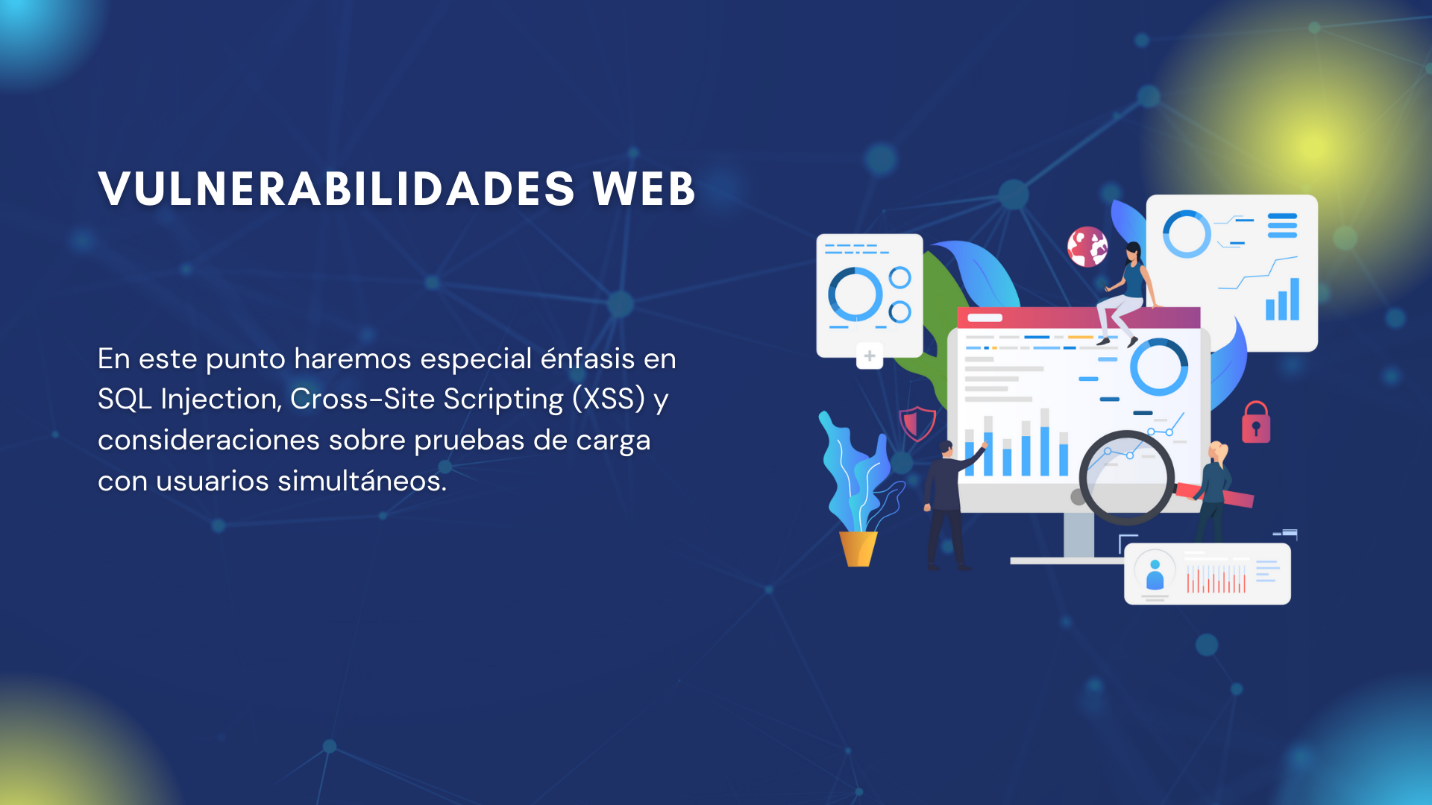 VULNERABILIDADES WEB
En este punto haremos especial énfasis en
SQL Injection, Cross-Site Scripting (XSS) y
consideraciones sobre pruebas de carga
con usuarios simultáneos.